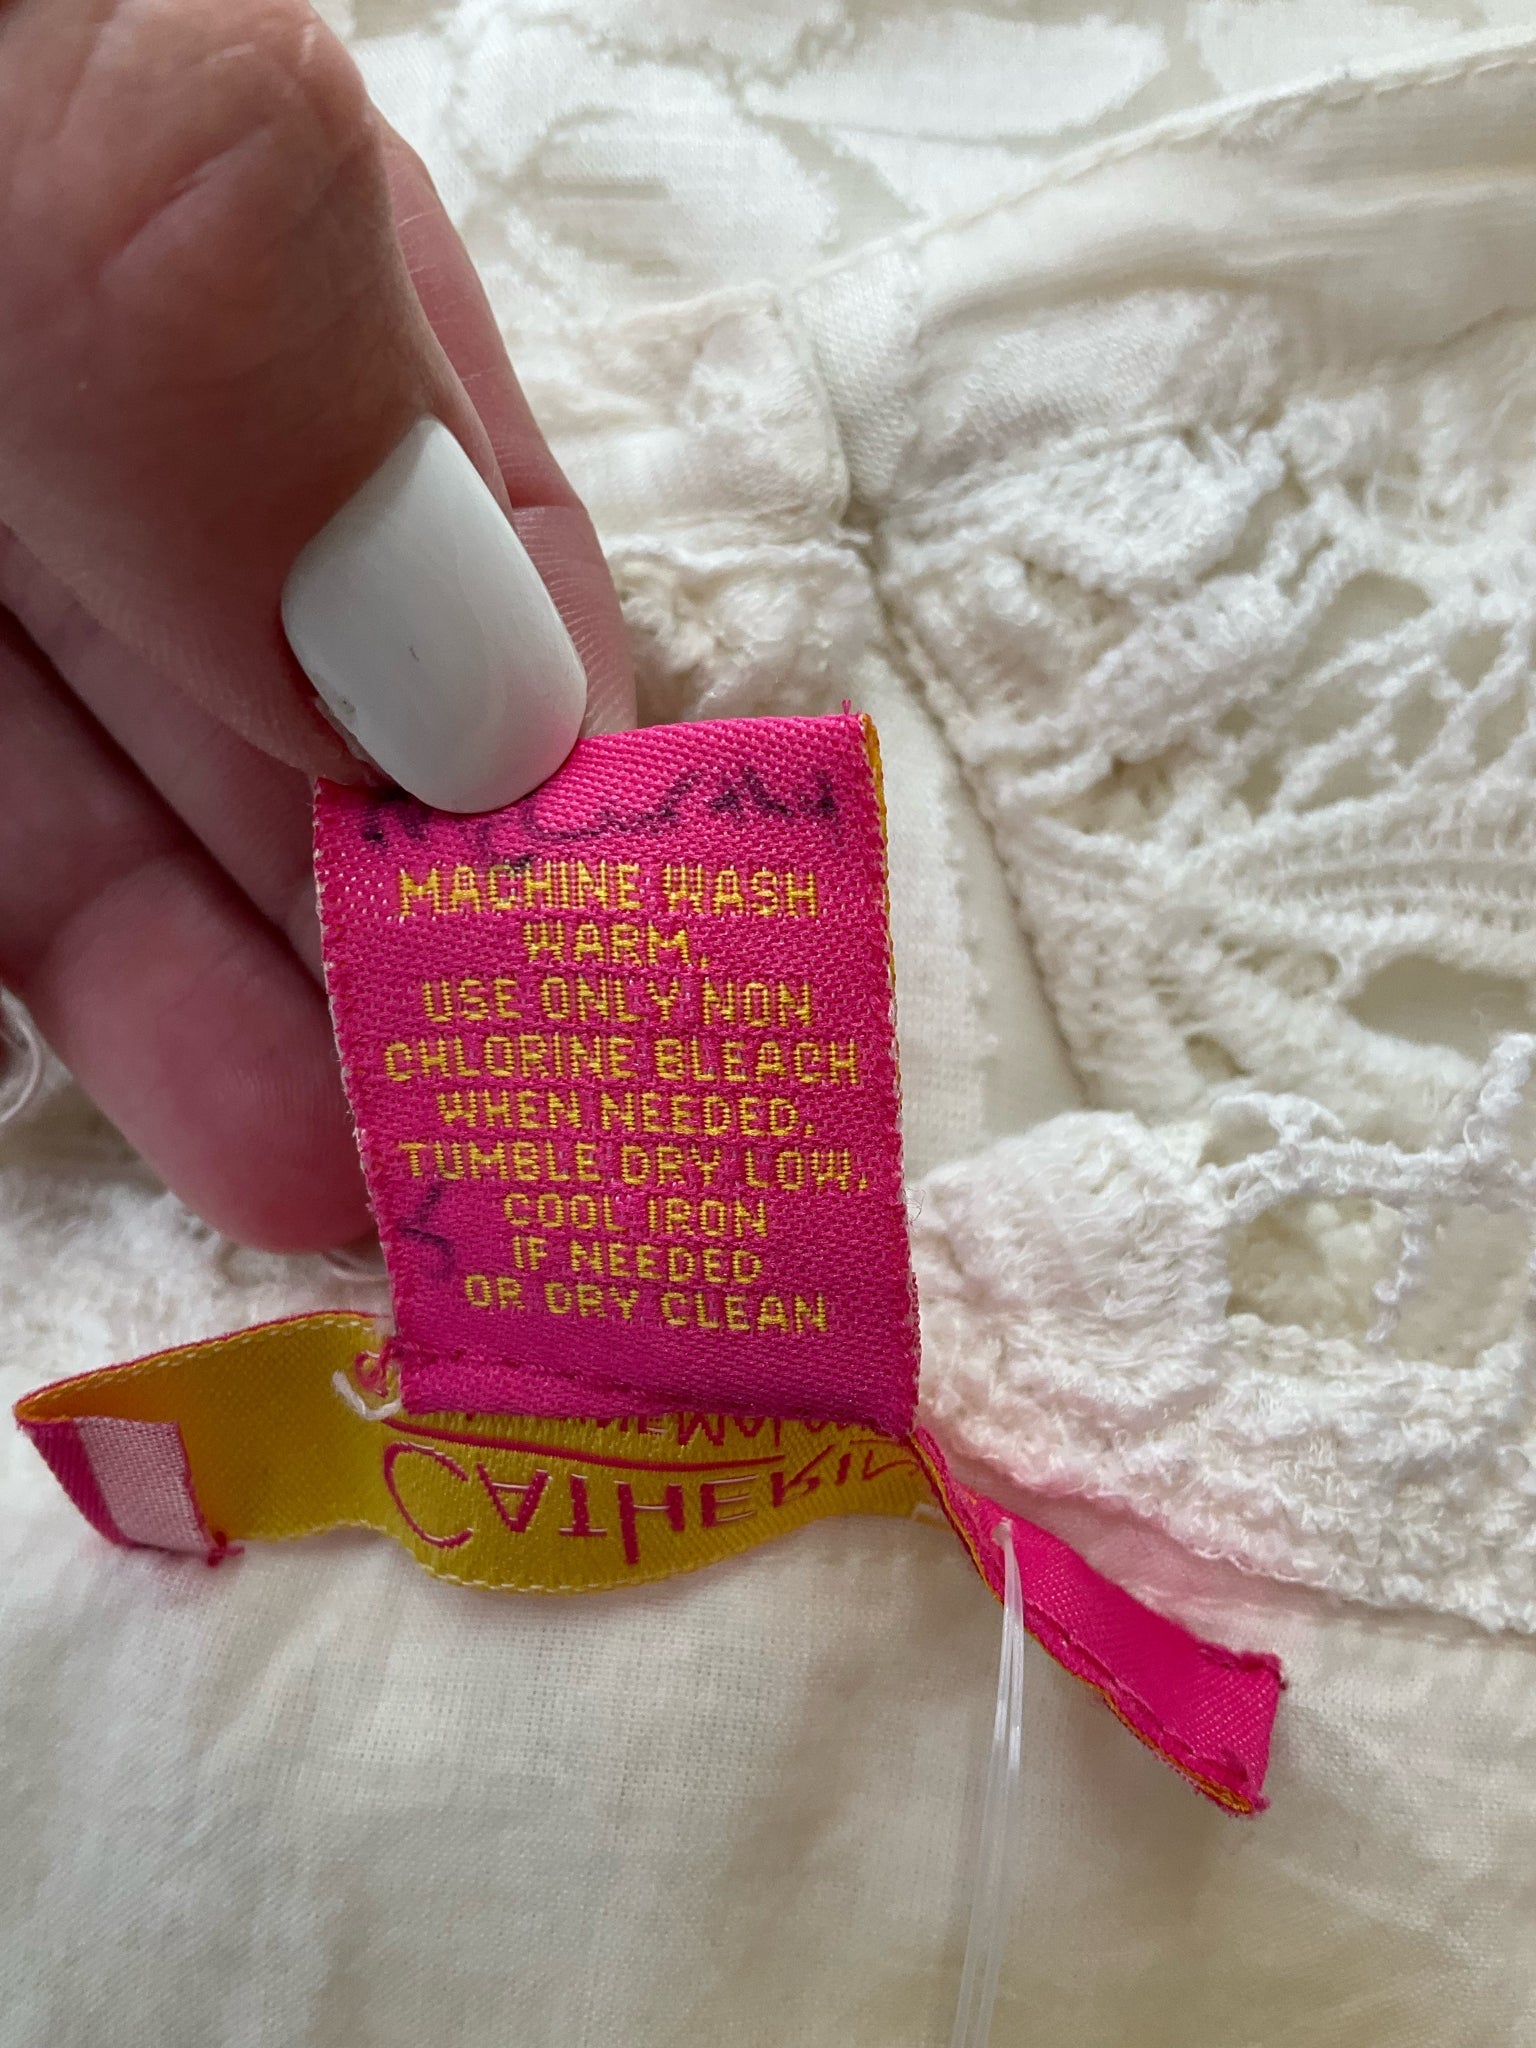 MACHINE WASH
WARM.
USE ONLY NON
CHLORINE BLEACH
WHEN NEEDED.
TUMBLE DRY LOW.
COOL IRON
IF NEEDED
OR DRY CLEAN
CATHERIN